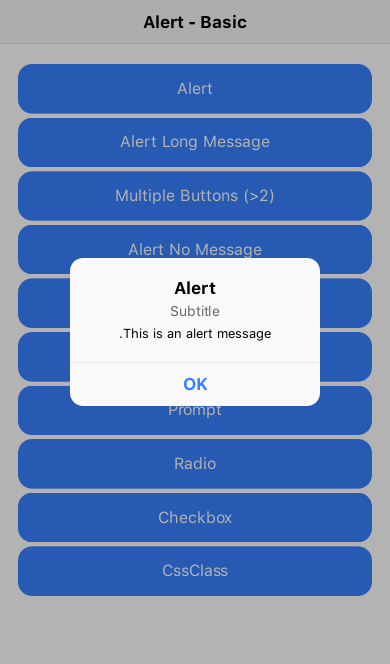 Alert - Basic
Alert
Alert Long Message
Multiple Buttons (>2)
Alert No Message
Alert
Subtitle
.This is an alert message
OK
Prompt
Radio
Checkbox
CssClass